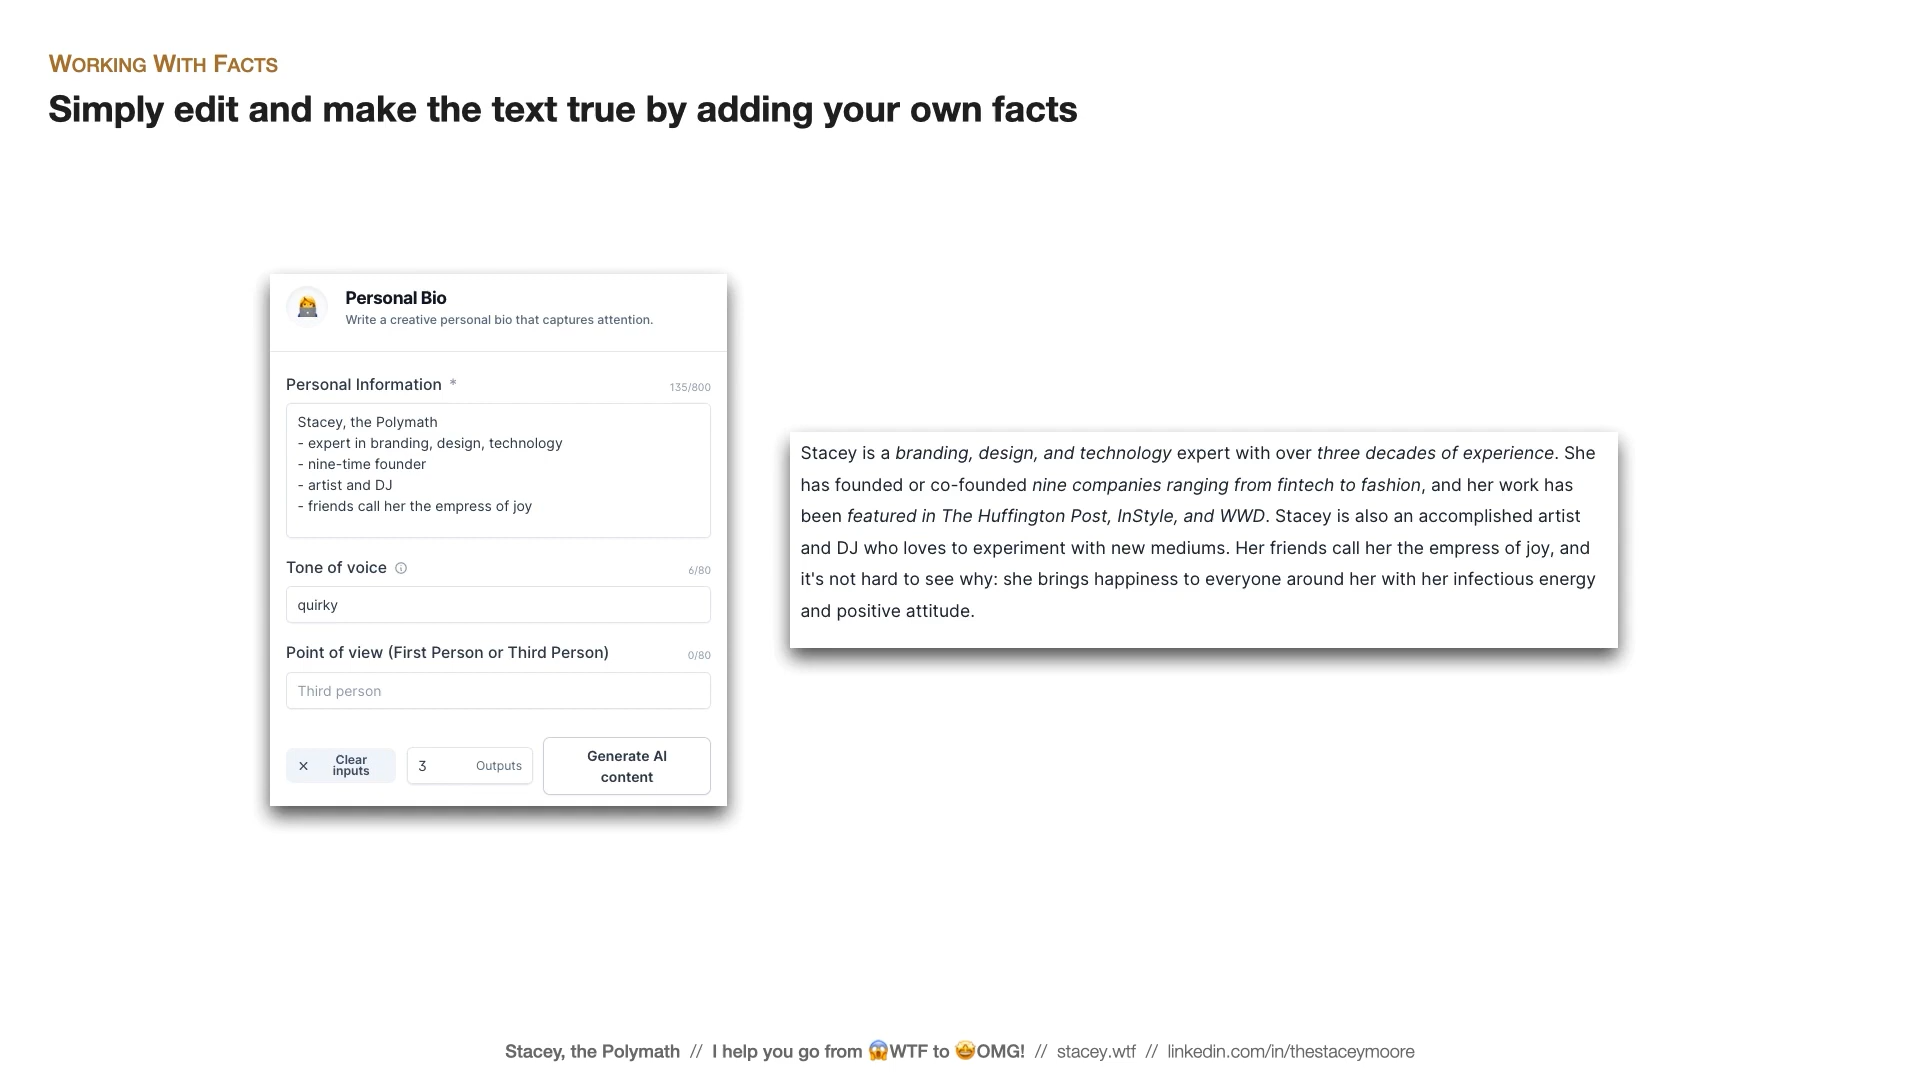 Working With Facts
Simply edit and make the text true by adding your own facts
Personal Bio
Write a creative personal bio that captures attention.
Personal Information *
135/800
Stacey, the Polymath
- expert in branding, design, technology
- nine-time founder
- artist and DJ
- friends call her the empress of joy
Tone of voice
6/80
quirky
Point of view (First Person or Third Person)
0/80
Third person
Clear
inputs
3
Outputs
Generate AI
content
Stacey is a branding, design, and technology expert with over three decades of experience. She
has founded or co-founded nine companies ranging from fintech to fashion, and her work has
been featured in The Huffington Post, InStyle, and WWD. Stacey is also an accomplished artist
and DJ who loves to experiment with new mediums. Her friends call her the empress of joy, and
it's not hard to see why: she brings happiness to everyone around her with her infectious energy
and positive attitude.
Stacey, the Polymath // I help you go from 😱WTF to 🤩OMG! // stacey.wtf // linkedin.com/in/thestaceymoore